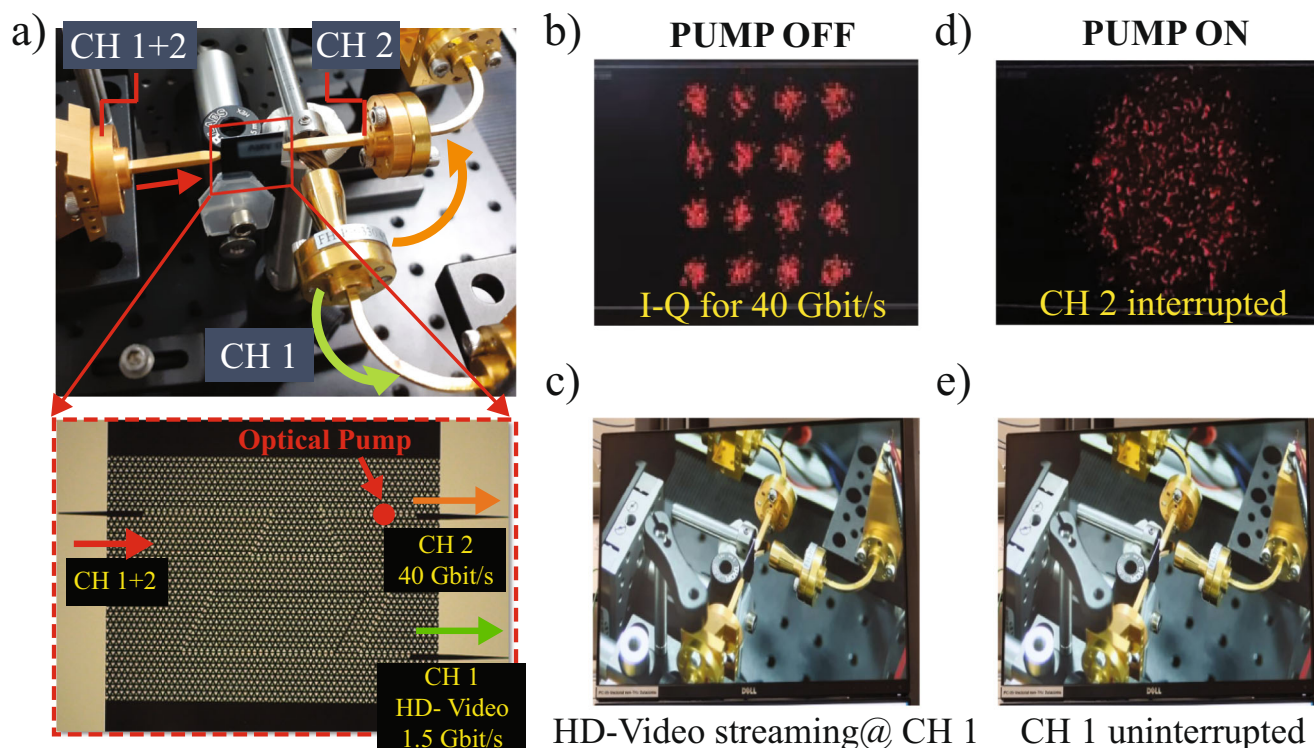 a)
CH 1+2
CH 2
CH 1
Optical Pump
CH 1+2
CH 2
40 Gbit/s
CH 1
HD- Video
1.5 Gbit/s
b)
PUMP OFF
I-Q for 40 Gbit/s
c)
DELL
HD-Video streaming@ CH 1
d)
PUMP ON
CH 2 interrupted
e)
DELL
CH 1 uninterrupted